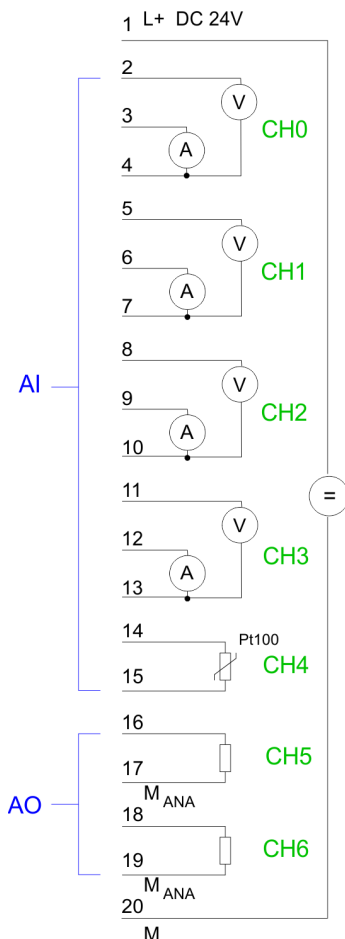 1 L+ DC 24V
2
V
3 CH0
A
4
5
V
6 CH1
A
7
8
V
AI
9 CH2
A
10
11
=
V
12 CH3
A
13
14 Pt100
CH4
15
16
CH5
17
M ANA
AO
18
CH6
19
M ANA
20
M